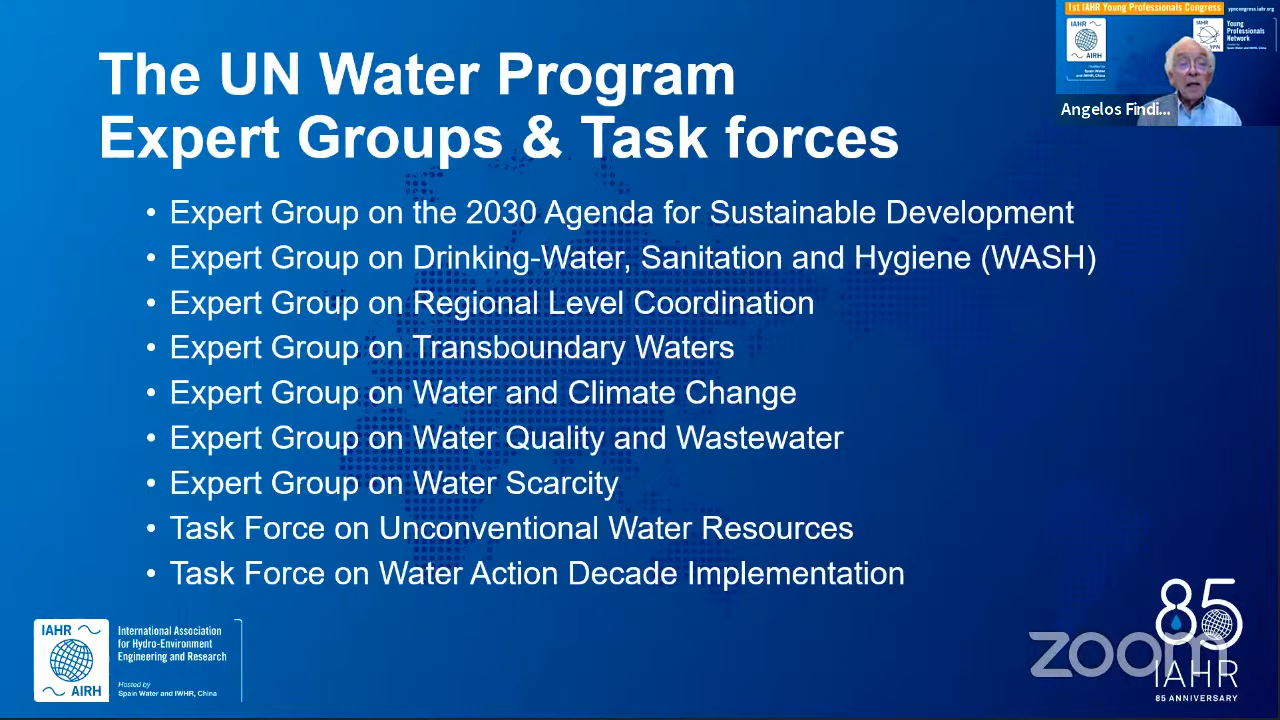 1st IAHR Young Professionals Congress
ypncongress.iahr.org
IAHR
AIRH
IAHR
YPN
Young
Professionals
Network
Angelos Findi...
The UN Water Program
Expert Groups & Task forces
• Expert Group on the 2030 Agenda for Sustainable Development
• Expert Group on Drinking-Water, Sanitation and Hygiene (WASH)
• Expert Group on Regional Level Coordination
• Expert Group on Transboundary Waters
• Expert Group on Water and Climate Change
• Expert Group on Water Quality and Wastewater
• Expert Group on Water Scarcity
• Task Force on Unconventional Water Resources
• Task Force on Water Action Decade Implementation
IAHR
AIRH
International Association
for Hydro-Environment
Engineering and Research
Hosted by
Spain Water and IWHR, China
zoom
85
IAHR
85 ANNIVERSARY